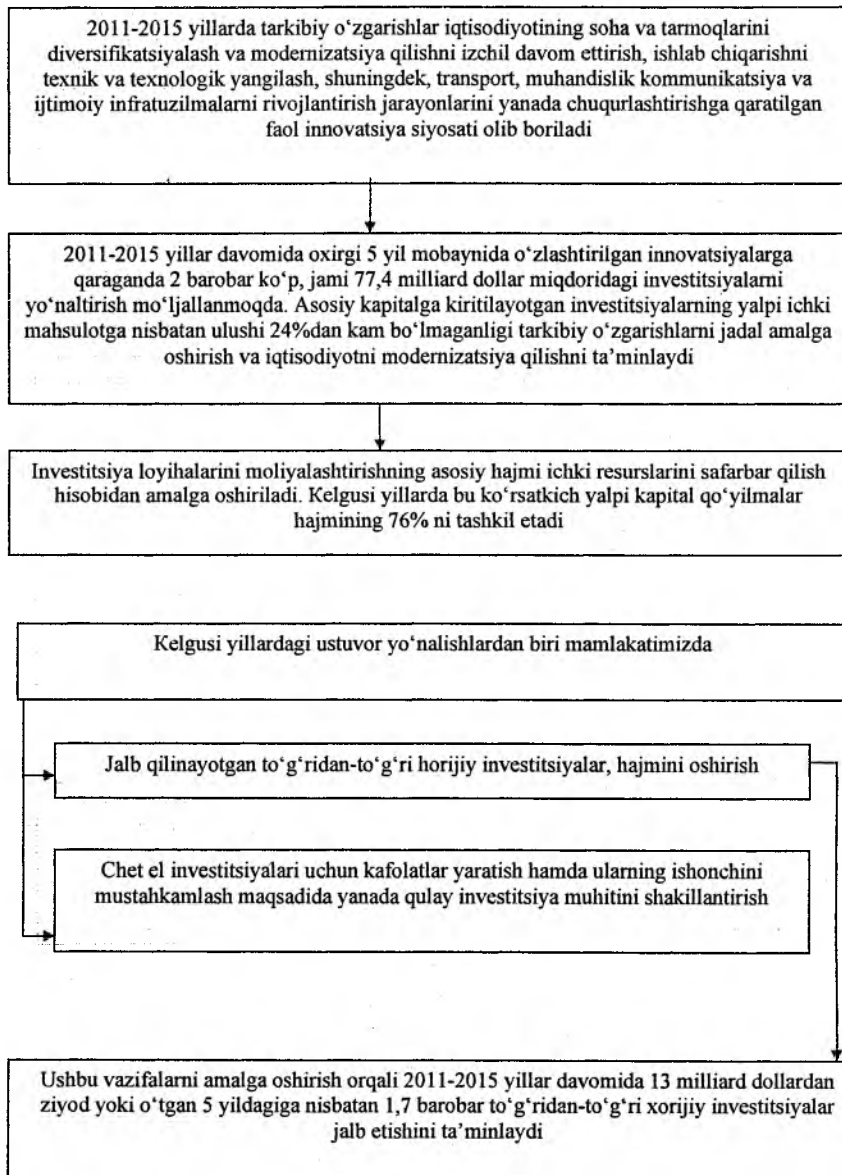 2011-2015 yillarda tarkibiy o‘zgarishlar iqtisodiyotining soha va tarmoqlarini
diversifikatsiyalash va modernizatsiya qilishni izchil davom ettirish, ishlab chiqarishni
texnik va texnologik yangilash, shuningdek, transport, muhandislik kommunikatsiya va
ijtimoiy infratuzilmalarni rivojlantirish jarayonlarini yanada chuqurlashtirishga qaratilgan
faol innovatsiya siyosati olib boriladi
2011-2015 yillar davomida oxirgi 5 yil mobaynida o‘zlashtirilgan innovatsiyalarga
qaraganda 2 barobar ko‘p, jami 77,4 milliard dollar miqdoridagi investitsiyalarni
yo‘naltirish mo‘ljallanmoqda. Asosiy kapitalga kiritilayotgan investitsiyalarning yalpi ichki
mahsulotga nisbatan ulushi 24%dan kam bo‘lmaganligi tarkibiy o‘zgarishlarni jadal amalga
oshirish va iqtisodiyotni modernizatsiya qilishni ta’minlaydi
Investitsiya loyihalarini moliyalashtirishning asosiy hajmi ichki resurslarini safarbar qilish
hisobidan amalga oshiriladi. Kelgusi yillarda bu ko‘rsatkich yalpi kapital qo‘yilmalar
hajmining 76% ni tashkil etadi
Kelgusi yillardagi ustuvor yo‘nalishlardan biri mamlakatimizda
Jalb qilinayotgan to‘g‘ridan-to‘g‘ri horijiy investitsiyalar, hajmini oshirish
Chet el investitsiyalari uchun kafolatlar yaratish hamda ularning ishonchini
mustahkamlash maqsadida yanada qulay investitsiya muhitini shakillantirish
Ushbu vazifalarni amalga oshirish orqali 2011-2015 yillar davomida 13 milliard dollardan
ziyod yoki o‘tgan 5 yildagiga nisbatan 1,7 barobar to‘g‘ridan-to‘g‘ri xorijiy investitsiyalar
jalb etishini ta’minlaydi